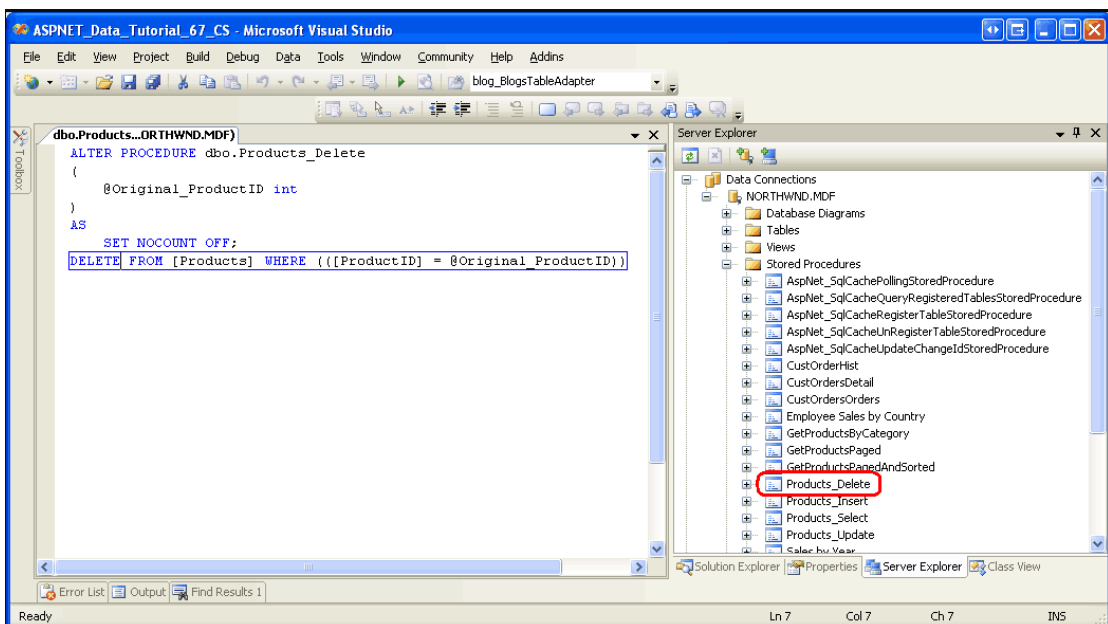 ASPNET_Data_Tutorial_67_CS - Microsoft Visual Studio
File Edit View Project Build Debug Data Tools Window Community Help Addins
blog_BlogsTableAdapter
Toolbox
dbo.Products...ORTHWND.MDF)
ALTER PROCEDURE dbo.Products_Delete
(
@Original_ProductID int
)
AS
SET NOCOUNT OFF;
DELETE FROM [Products] WHERE (([ProductID] = @Original_ProductID))
Server Explorer
Data Connections
NORTHWND.MDF
Database Diagrams
Tables
Views
Stored Procedures
AspNet_SqlCachePollingStoredProcedure
AspNet_SqlCacheQueryRegisteredTablesStoredProcedure
AspNet_SqlCacheRegisterTableStoredProcedure
AspNet_SqlCacheUnRegisterTableStoredProcedure
AspNet_SqlCacheUpdateChangeIdStoredProcedure
CustOrderHist
CustOrdersDetail
CustOrdersOrders
Employee Sales by Country
GetProductsByCategory
GetProductsPaged
GetProductsPagedAndSorted
Products_Delete
Products_Insert
Products_Select
Products_Update
Sales by Year
Solution Explorer Properties Server Explorer Class View
Error List Output Find Results 1
Ready Ln 7 Col 7 Ch 7 INS